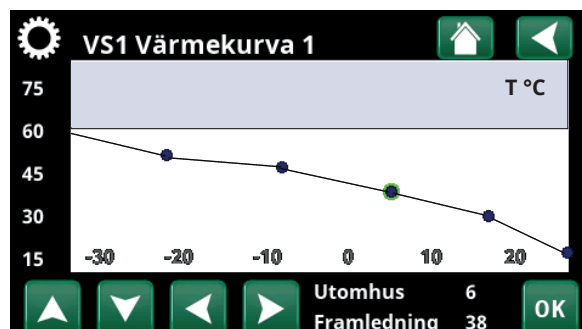 VS1 Värmekurva 1
T °C
75
60
45
30
15
-30 -20 -10 0 10 20
Utomhus 6
Framledning 38
OK